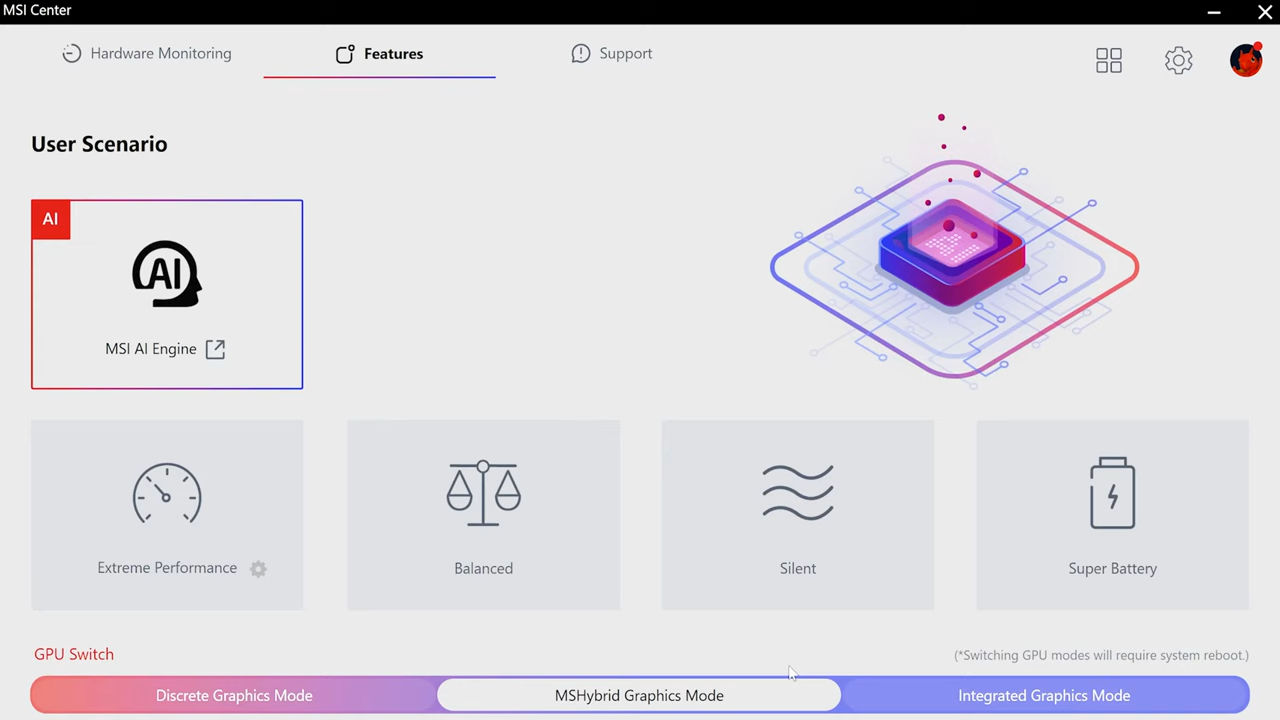 MSI Center
Hardware Monitoring
Features
Support
User Scenario
AI
AI
MSI AI Engine
Extreme Performance
Balanced
Silent
Super Battery
GPU Switch
(*Switching GPU modes will require system reboot.)
Discrete Graphics Mode
MSHybrid Graphics Mode
Integrated Graphics Mode